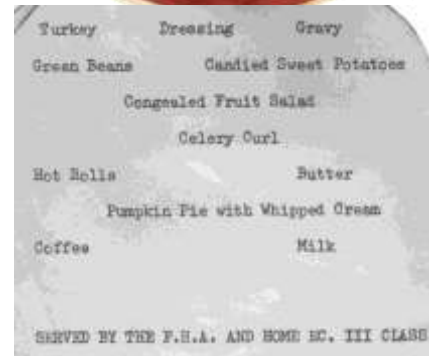 Turkey Dressing Gravy
Green Beans Candied Sweet Potatoes
Congealed Fruit Salad
Celery Curl
Hot Rolls Butter
Pumpkin Pie with Whipped Cream
Coffee Milk
SERVED BY THE F.H.A. AND HOME EC. III CLASS